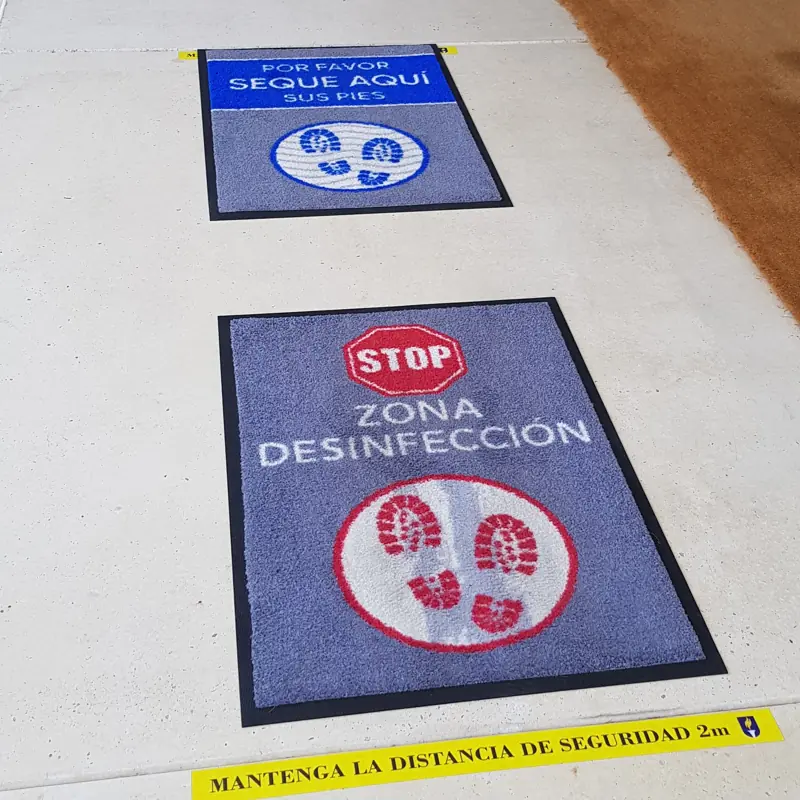 POR FAVOR
SEQUE AQUÍ
SUS PIES
STOP
ZONA
DESINFECCIÓN
MANTENGA LA DISTANCIA DE SEGURIDAD 2m